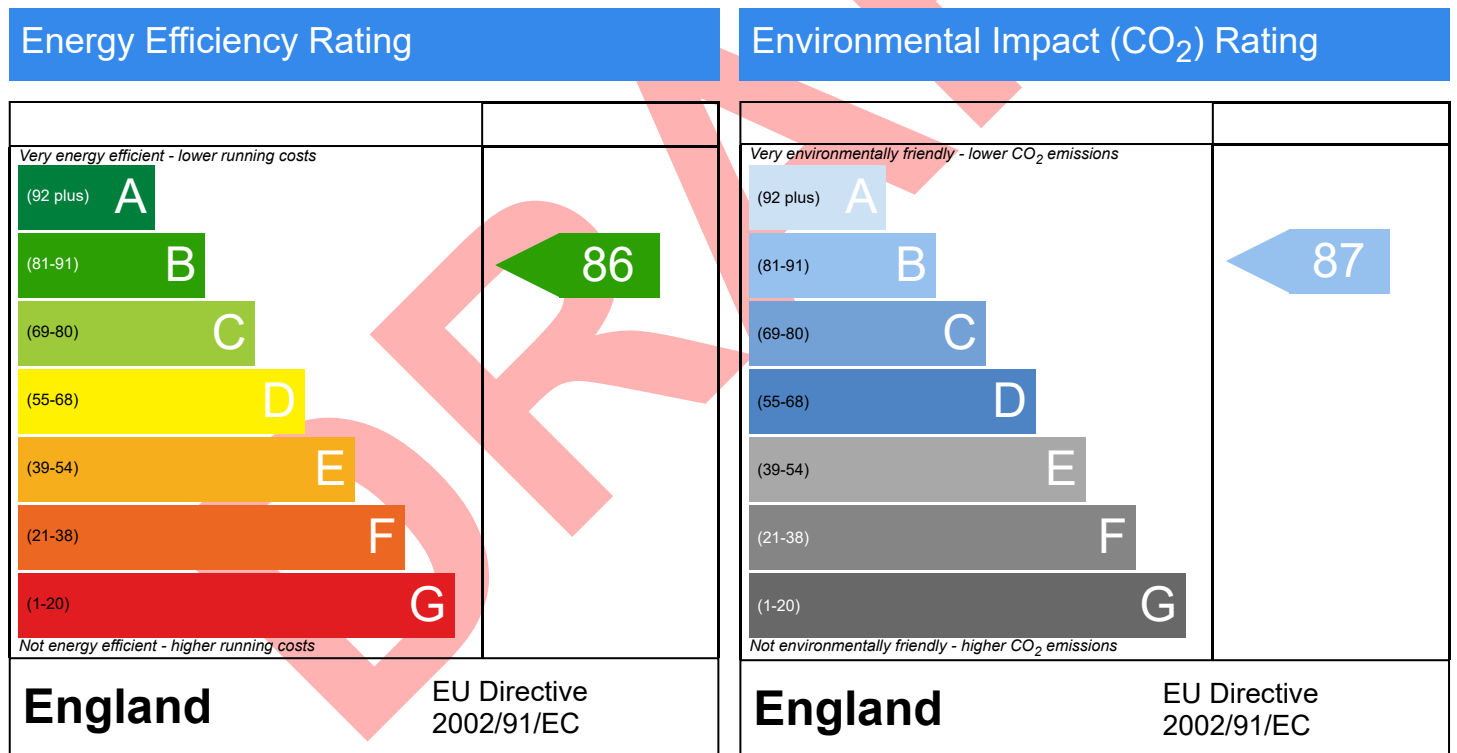 Energy Efficiency Rating
Very energy efficient - lower running costs
(92 plus) A
(81-91) B
86
(69-80) C
(55-68) D
(39-54) E
(21-38) F
(1-20) G
Not energy efficient - higher running costs
England
EU Directive
2002/91/EC
Environmental Impact (CO2) Rating
Very environmentally friendly - lower CO2 emissions
(92 plus) A
(81-91) B
87
(69-80) C
(55-68) D
(39-54) E
(21-38) F
(1-20) G
Not environmentally friendly - higher CO2 emissions
England
EU Directive
2002/91/EC
DRA